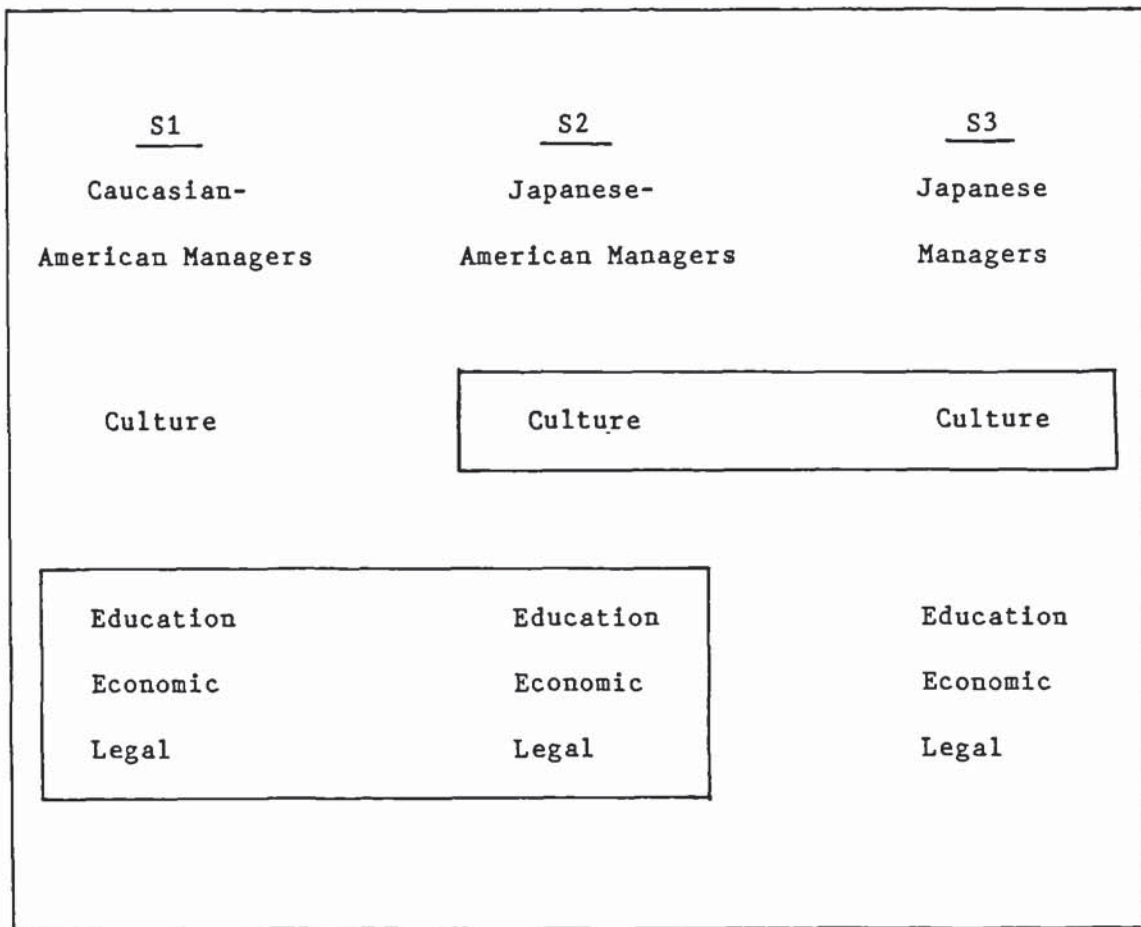 S1 S2 S3
Caucasian- Japanese- Japanese
American Managers American Managers Managers
Culture Culture Culture
Education Education Education
Economic Economic Economic
Legal Legal Legal